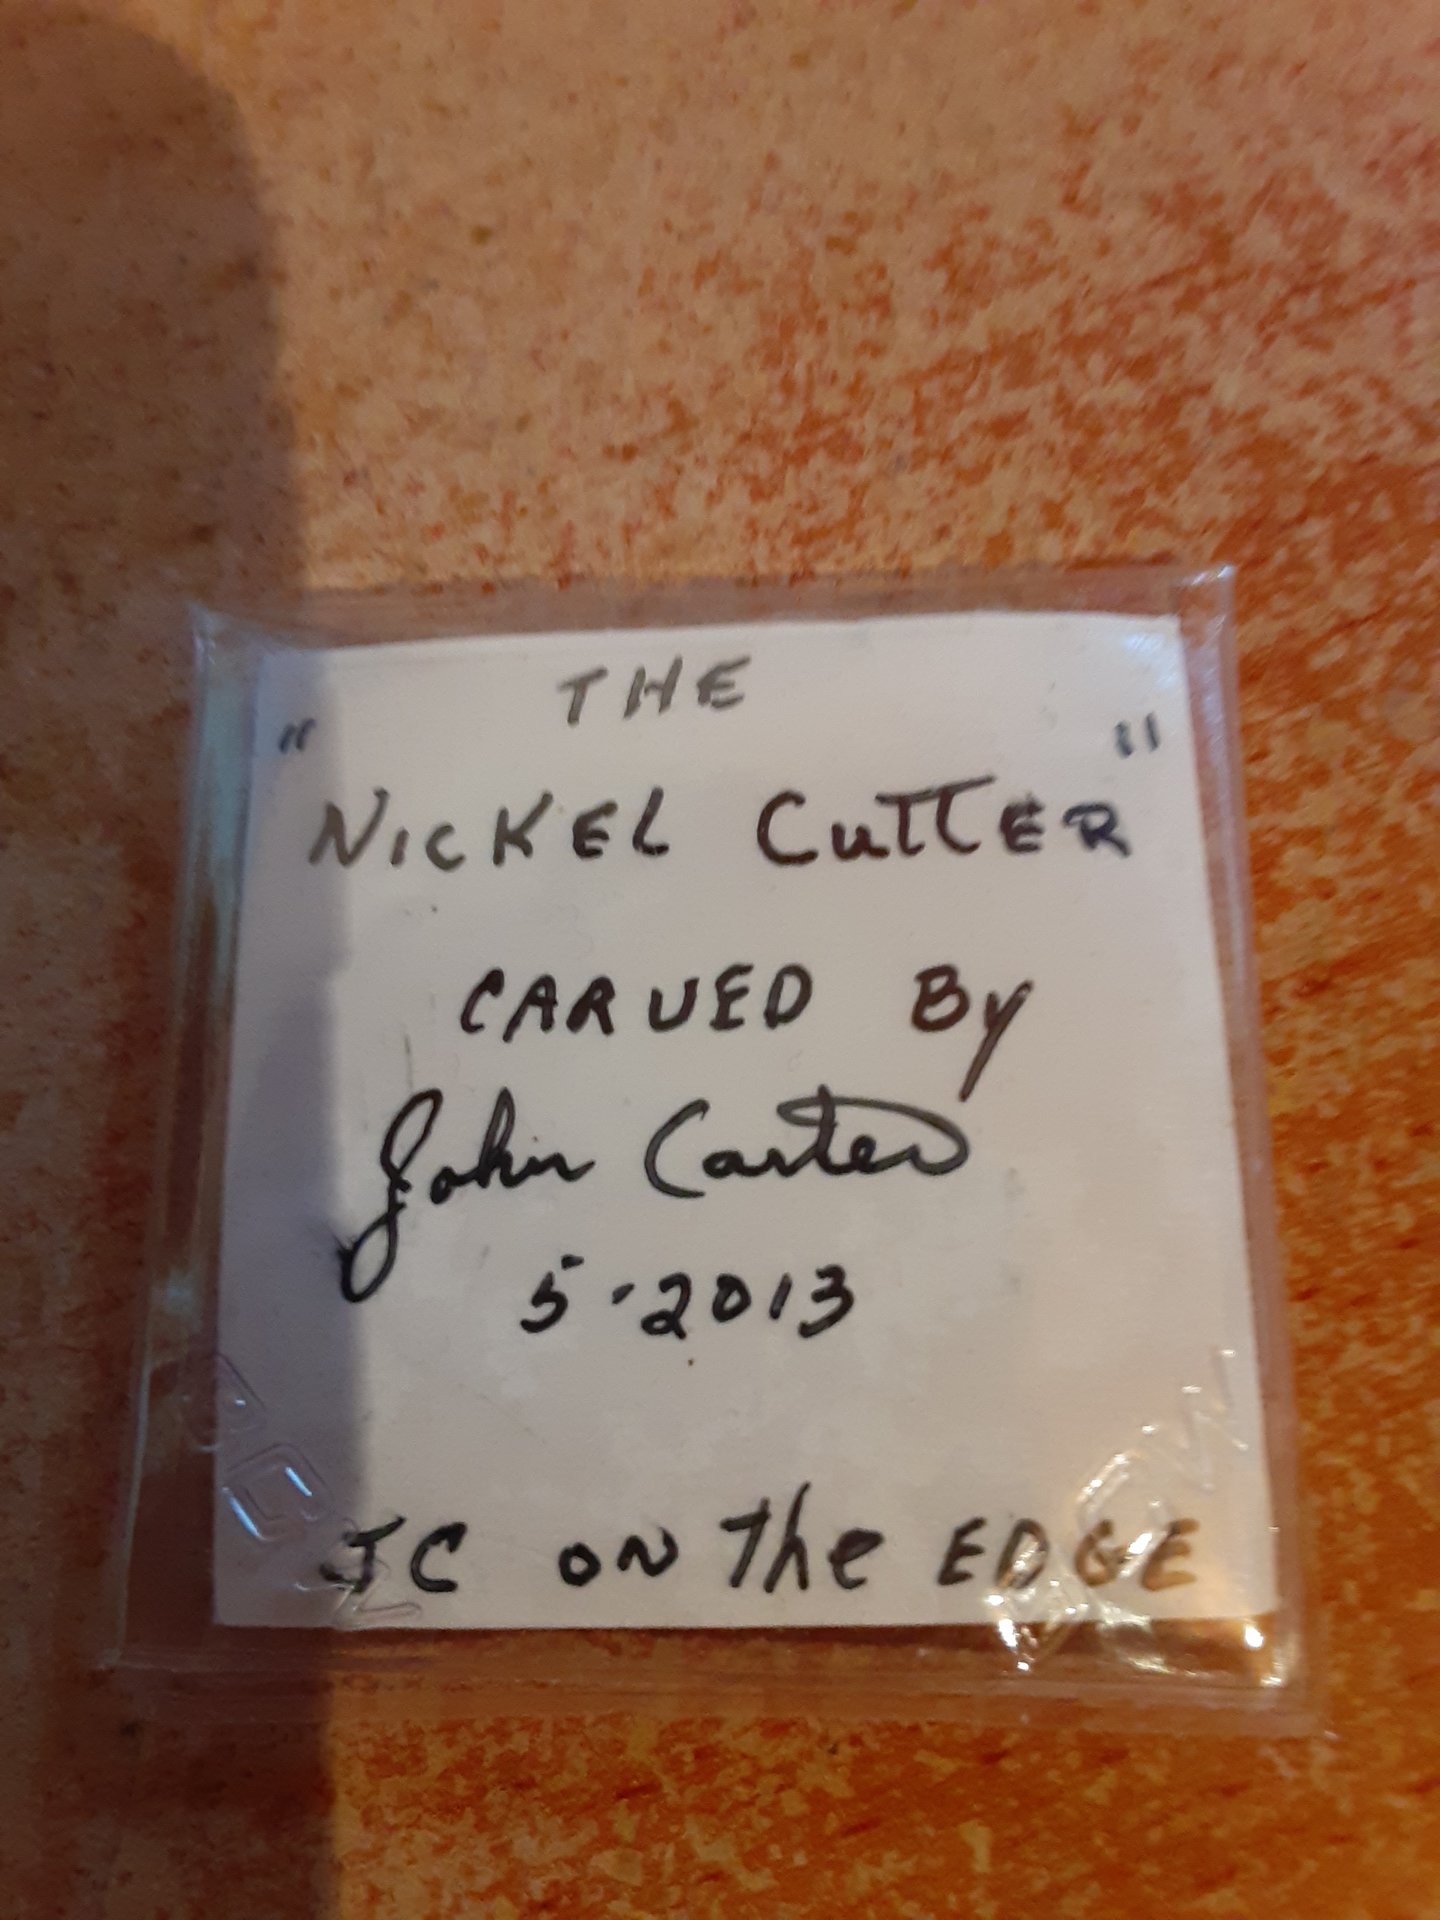 THE
"NICKEL CUTTER"
CARVED By
John Carter
5-2013
JC ON The EDGE